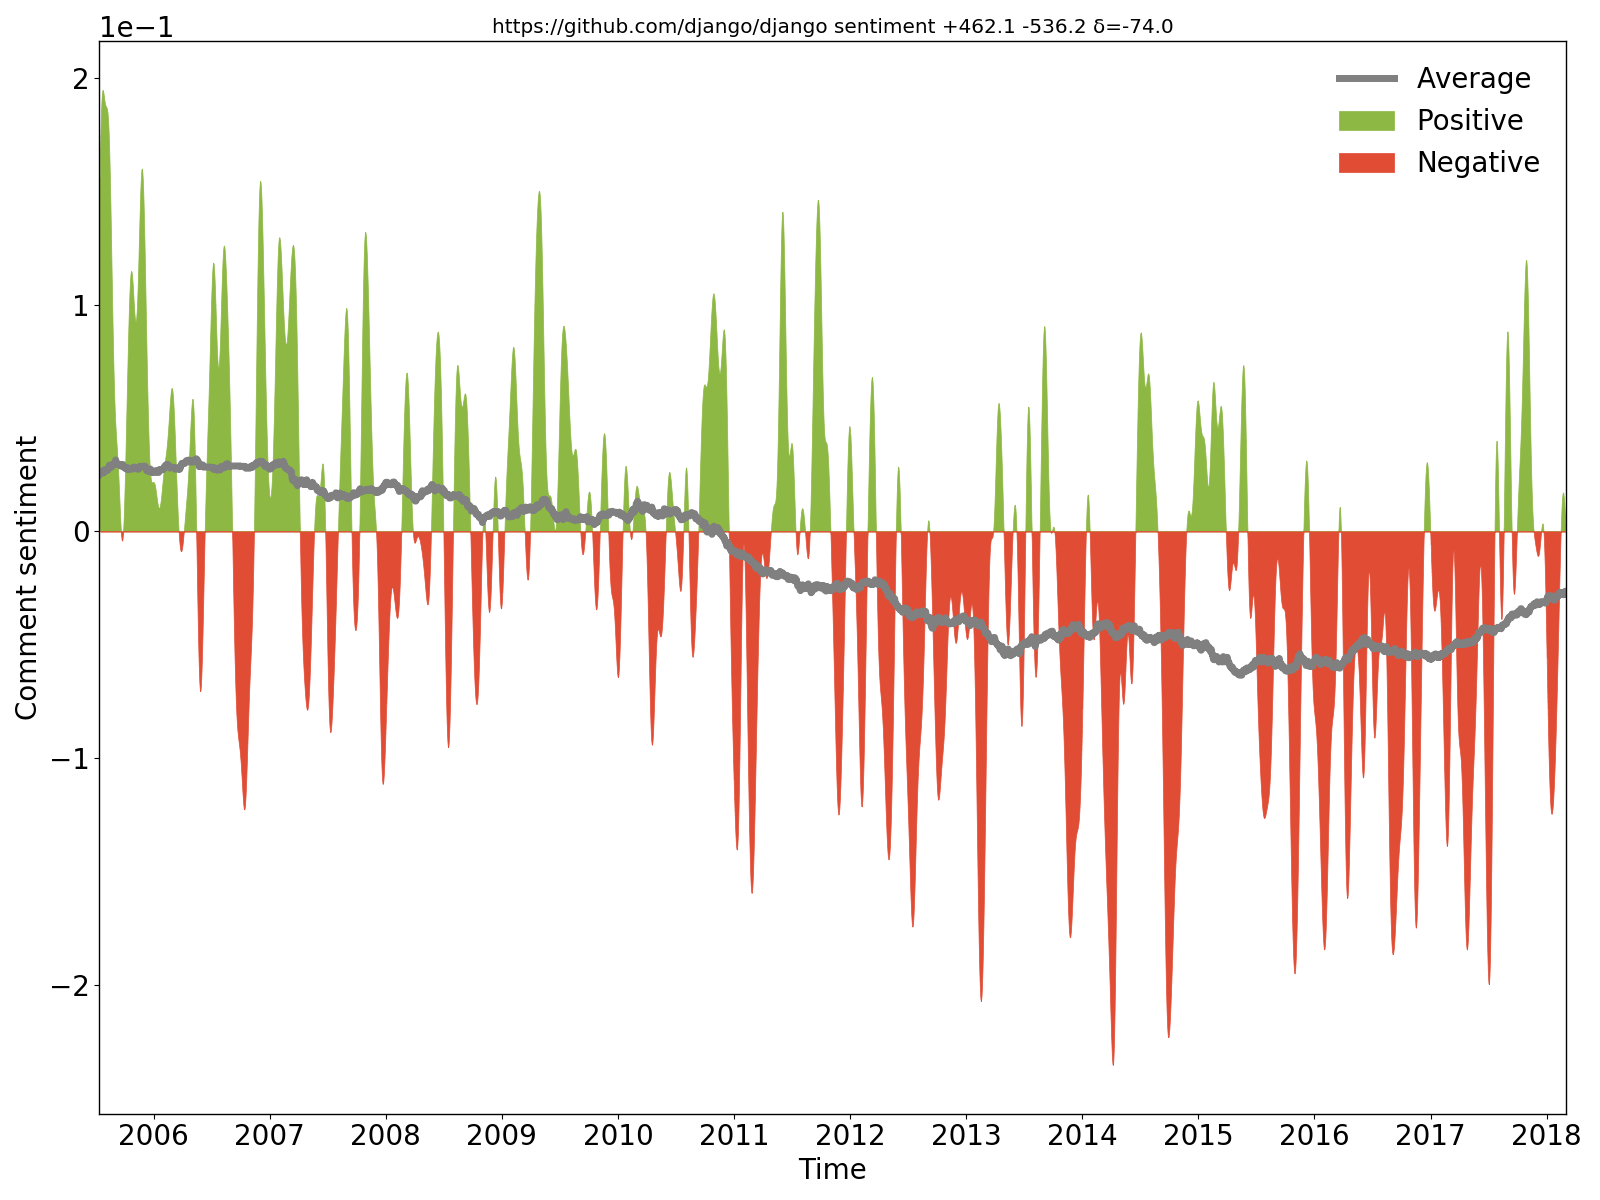 1e−1
https://github.com/django/django sentiment +462.1 -536.2 δ=-74.0
Average
Positive
Negative
2
1
0
−1
−2
Comment sentiment
2006 2007 2008 2009 2010 2011 2012 2013 2014 2015 2016 2017 2018
Time